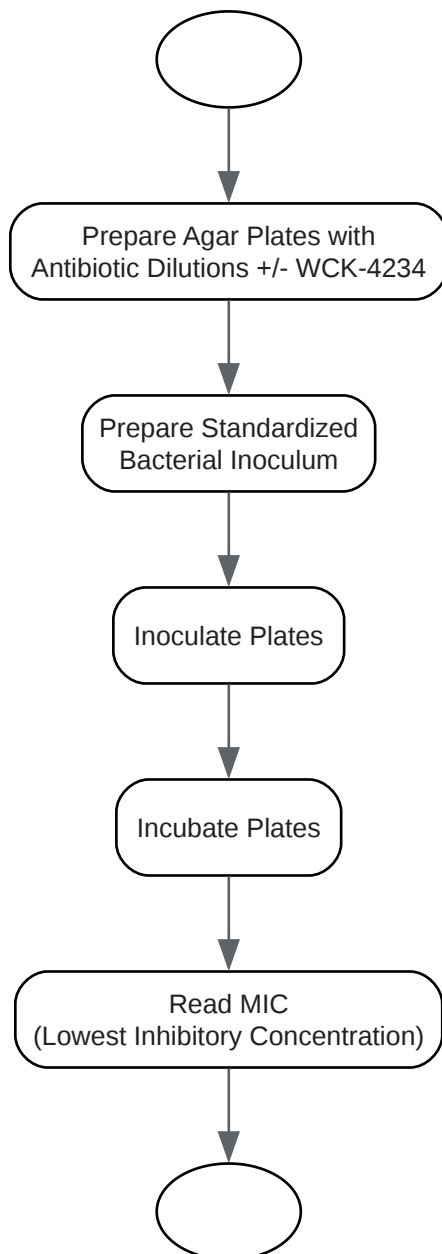 Prepare Agar Plates with
Antibiotic Dilutions +/- WCK-4234
Prepare Standardized
Bacterial Inoculum
Inoculate Plates
Incubate Plates
Read MIC
(Lowest Inhibitory Concentration)